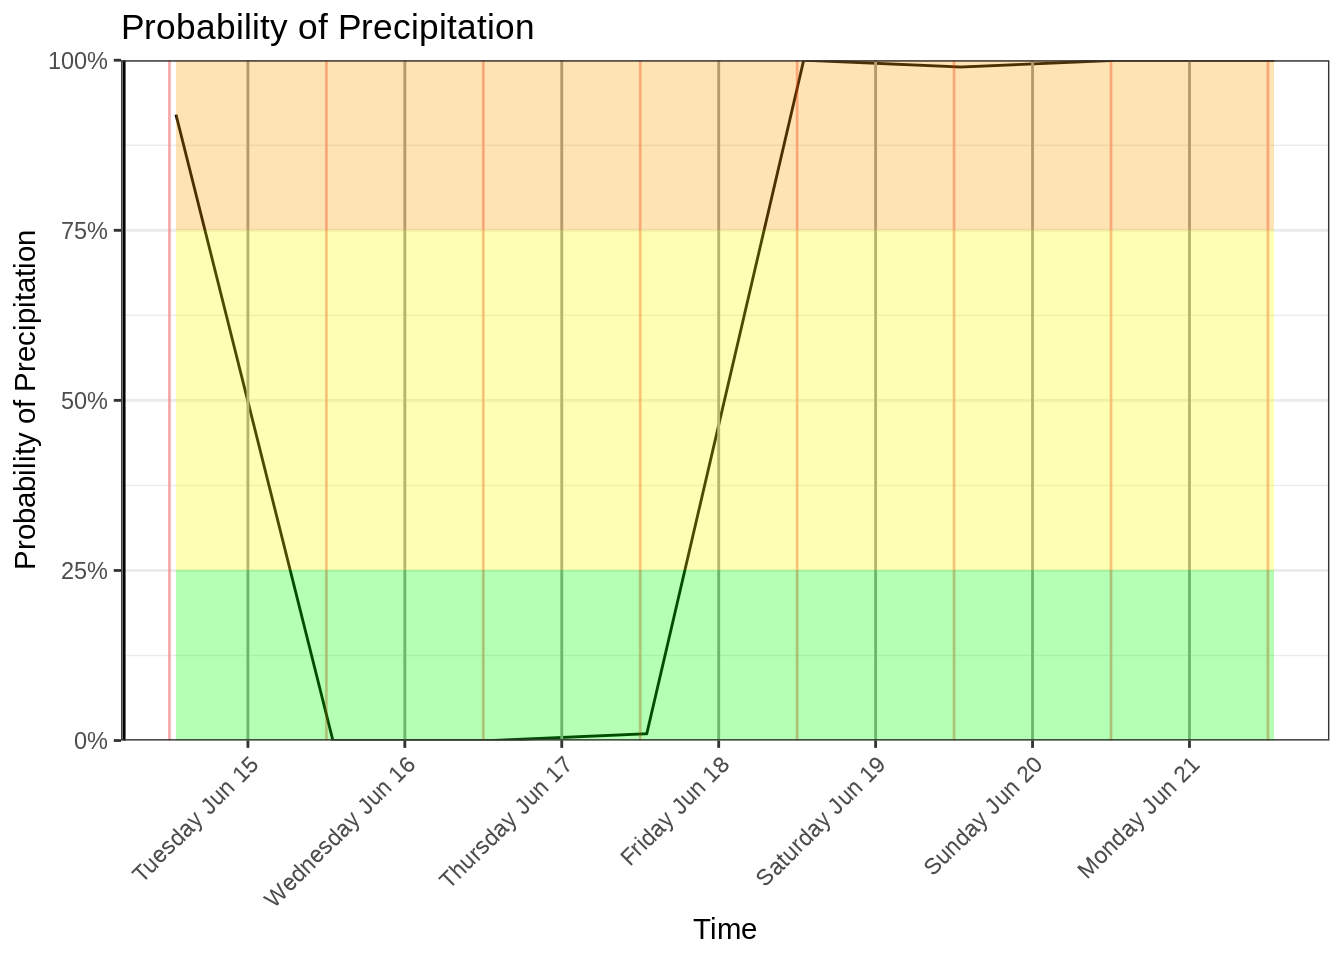 Probability of Precipitation
Probability of Precipitation
100%
75%
50%
25%
0%
Tuesday Jun 15
Wednesday Jun 16
Thursday Jun 17
Friday Jun 18
Saturday Jun 19
Sunday Jun 20
Monday Jun 21
Time